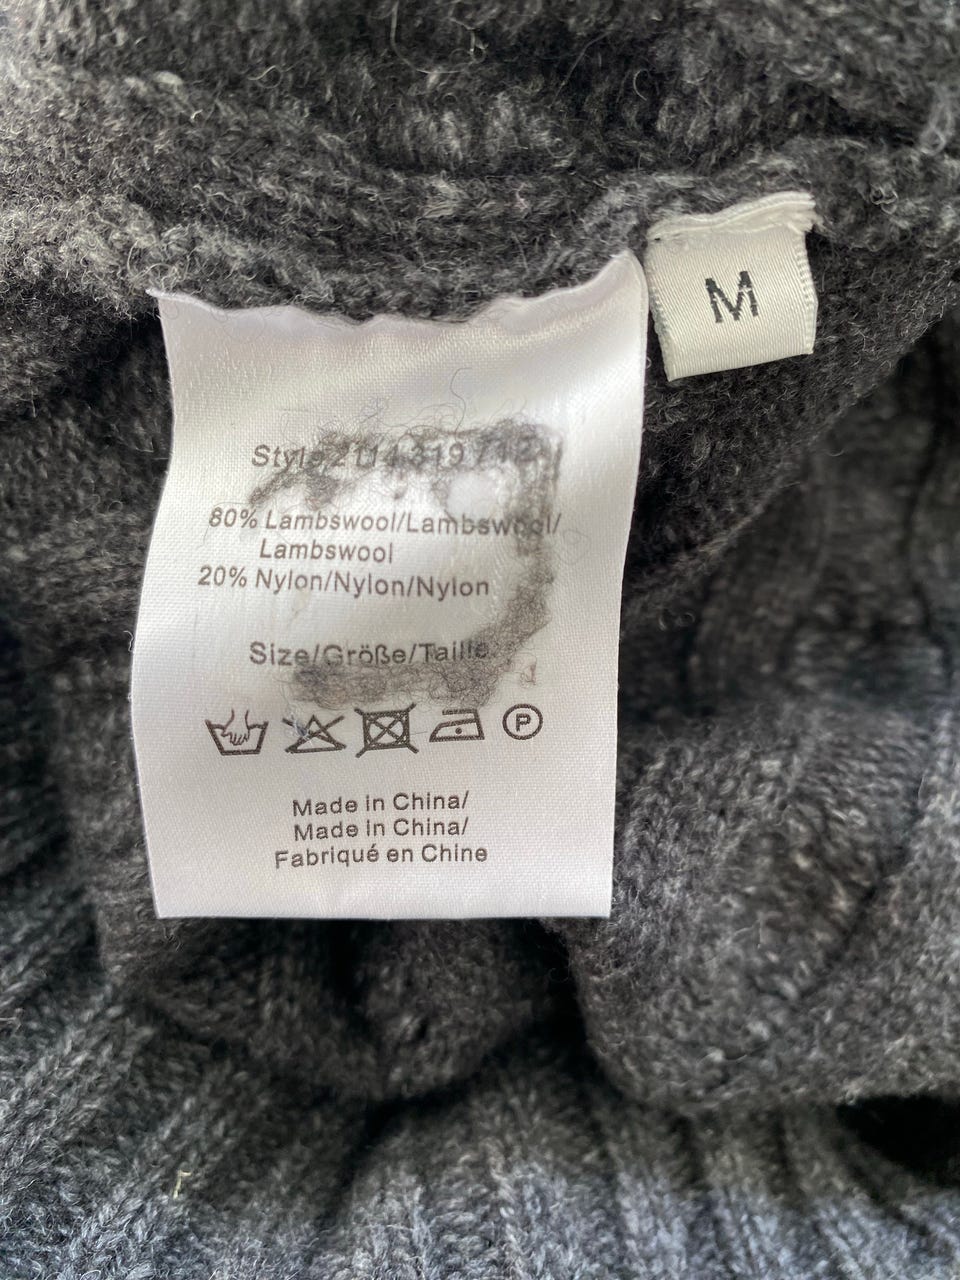 M
Style
80% Lambswool/Lambswool/
Lambswool
20% Nylon/Nylon/Nylon
Size/Größe/Taille
P
Made in China/
Made in China/
Fabriqué en Chine